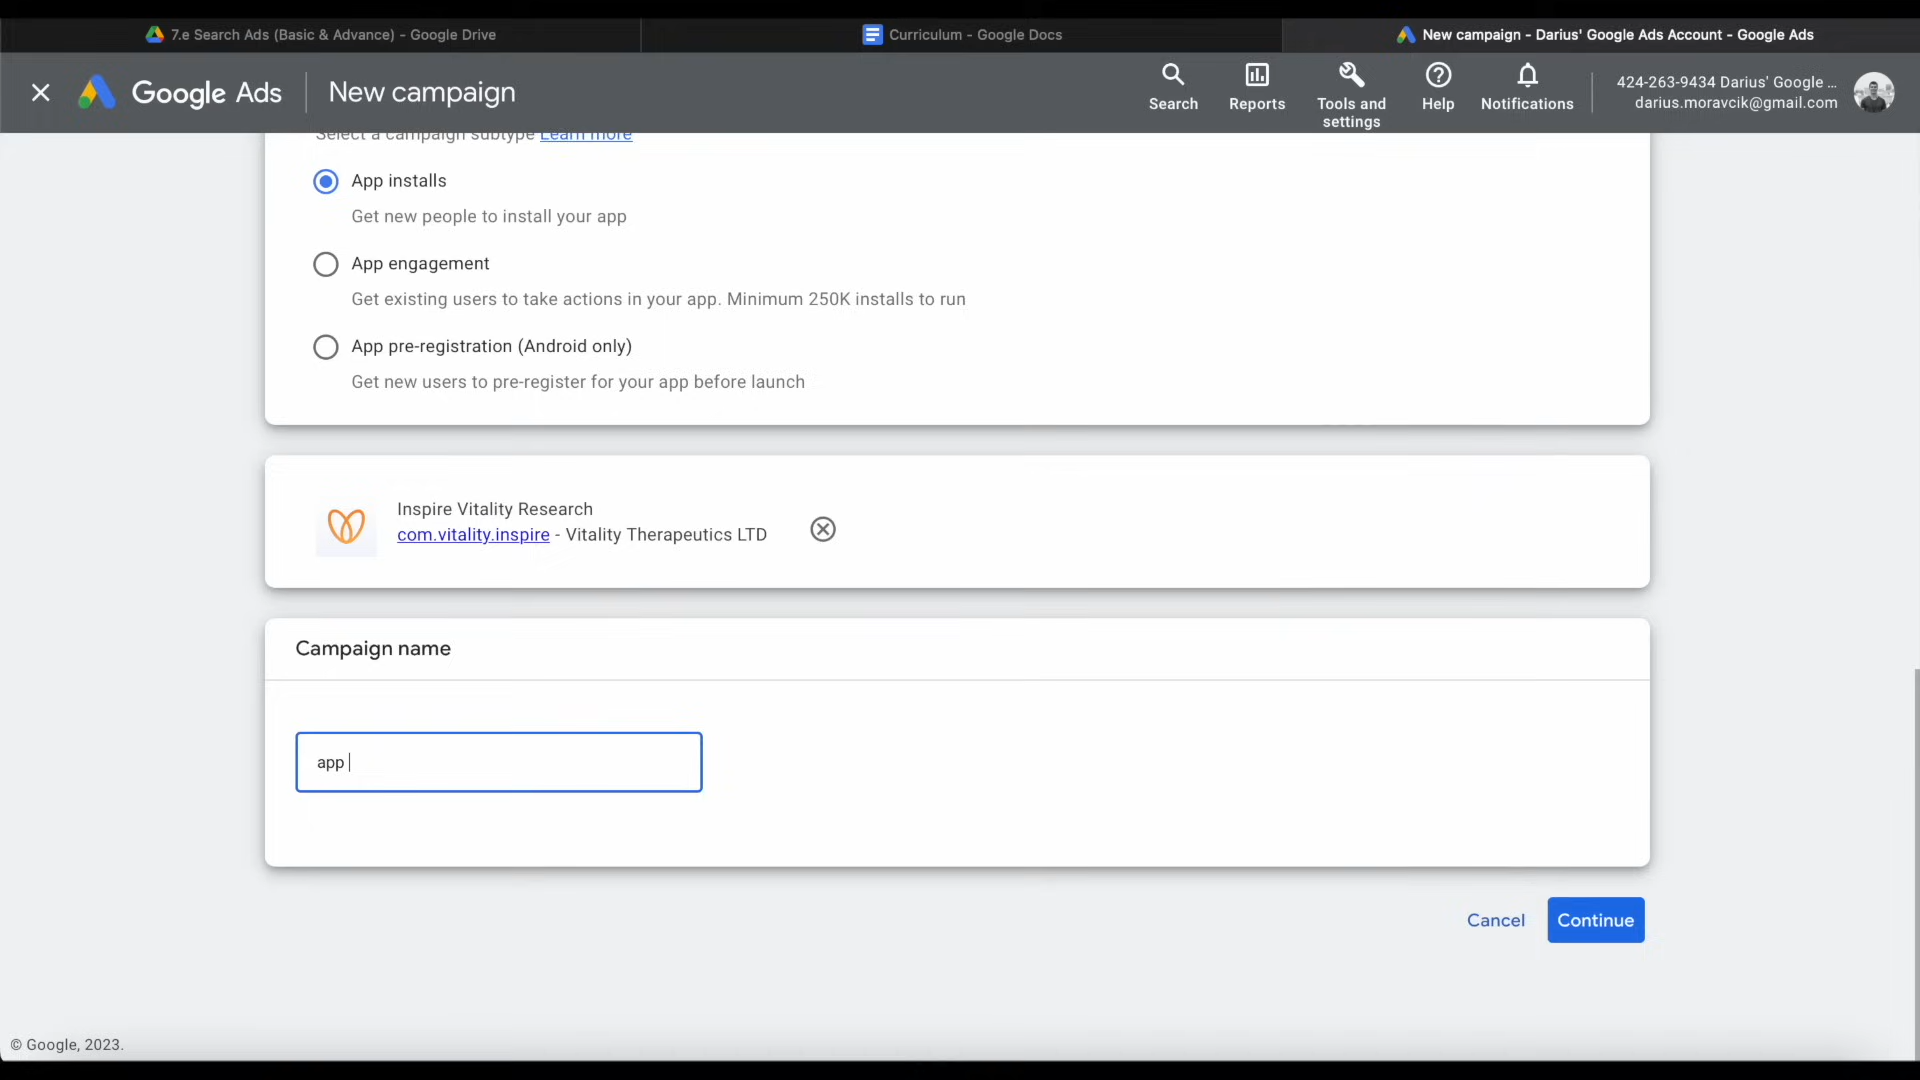 7.e Search Ads (Basic & Advance) - Google Drive
Curriculum - Google Docs
New campaign - Darius' Google Ads Account - Google Ads
Google Ads
New campaign
Search
Reports
Tools and
settings
Help
Notifications
424-263-9434 Darius' Google ...
darius.moravcik@gmail.com
Select a campaign subtype Learn more
App installs
Get new people to install your app
App engagement
Get existing users to take actions in your app. Minimum 250K installs to run
App pre-registration (Android only)
Get new users to pre-register for your app before launch
Inspire Vitality Research
com.vitality.inspire - Vitality Therapeutics LTD
Campaign name
app
Cancel
Continue
© Google, 2023.